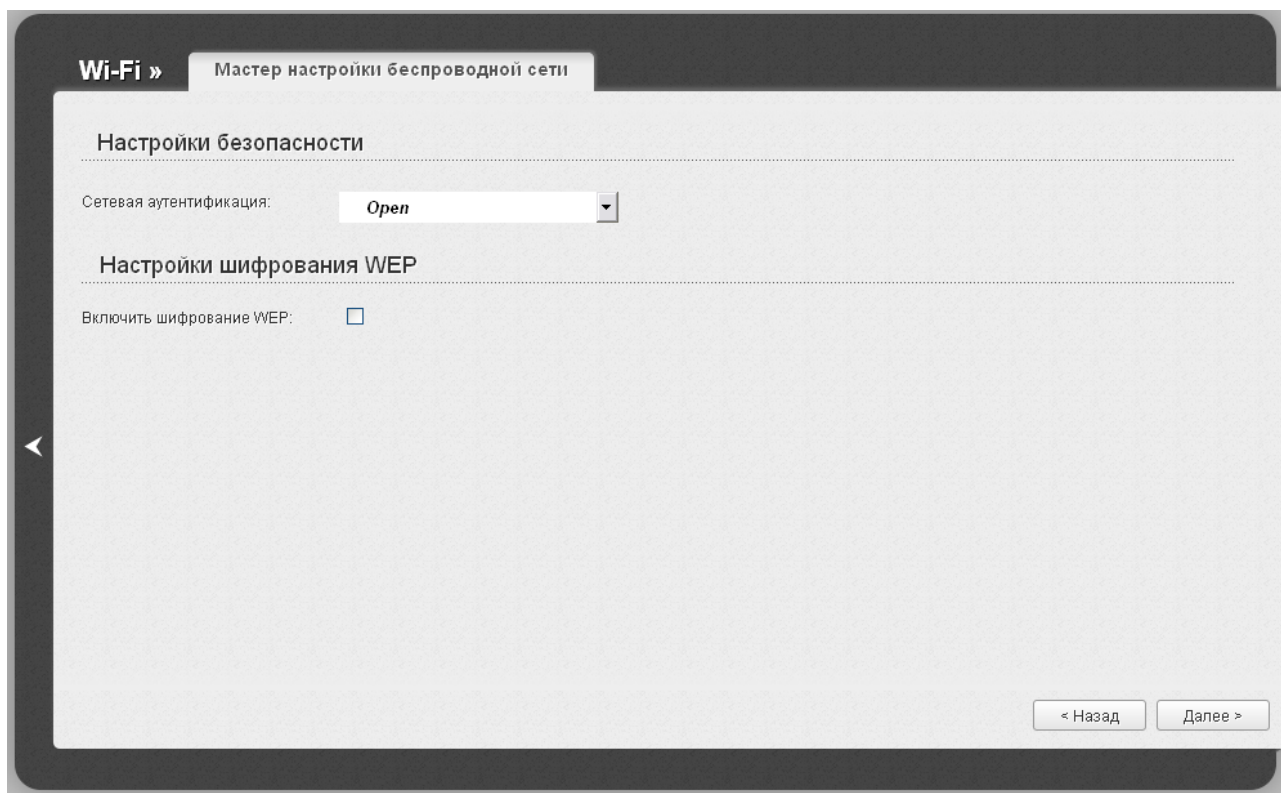 Wi-Fi » Мастер настройки беспроводной сети
Настройки безопасности
Сетевая аутентификация: Open
Настройки шифрования WEP
Включить шифрование WEP:
< Назад Далее >